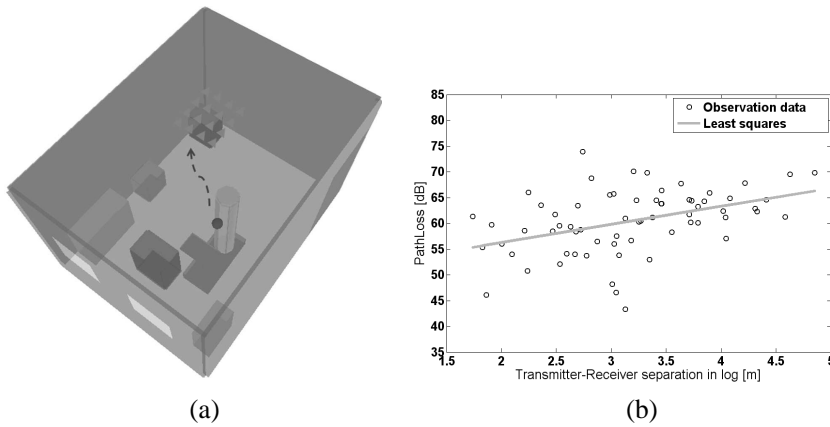 85
80
75
70
65
60
55
50
45
40
35
PathLoss [dB]
Observation data
Least squares
1.5 2 2.5 3 3.5 4 4.5 5
Transmitter-Receiver separation in log [m]
(a) (b)